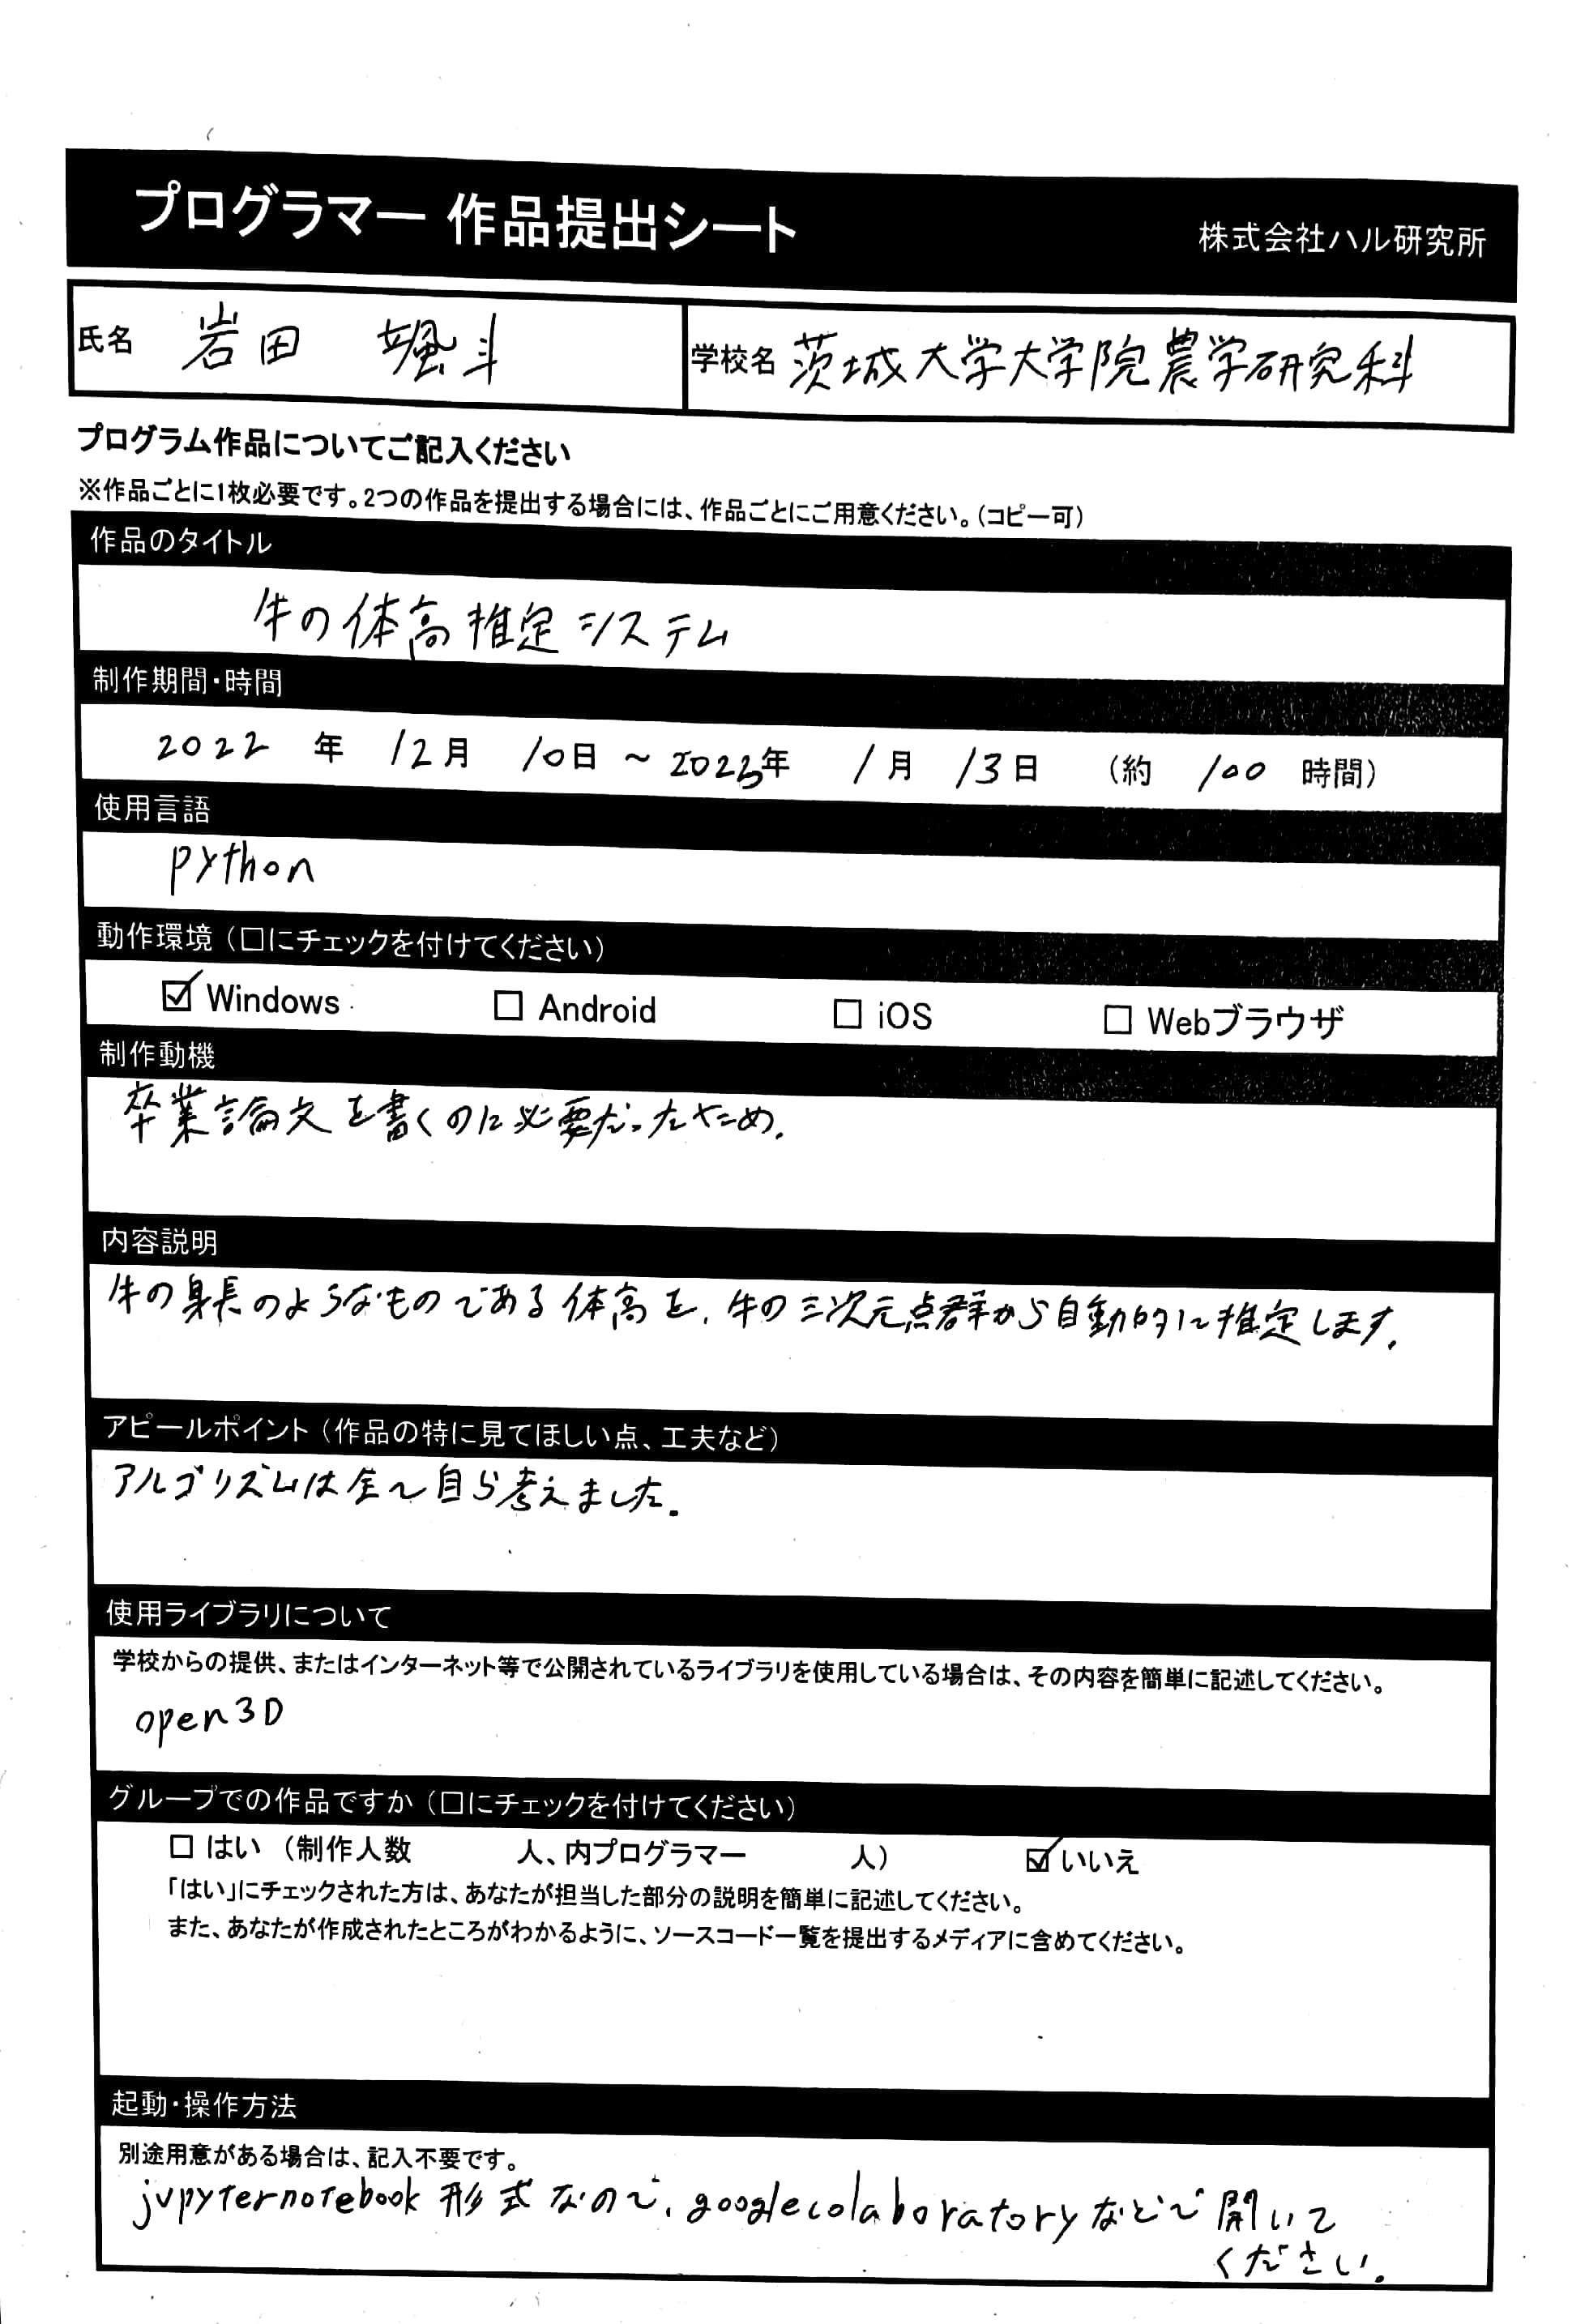 プログラマー 作品提出シート
株式会社ハル研究所
氏名 岩田 颯斗
学校名 茨城大学大学院農学研究科
プログラム作品についてご記入ください
※作品ごとに1枚必要です。2つの作品を提出する場合には、作品ごとにご用意ください。(コピー可)
作品のタイトル
牛の体高推定システム
制作期間・時間
2022 年 12月 10日 ~ 2023年 1月 13日 (約 100 時間)
使用言語
python
動作環境（□にチェックを付けてください）
☑ Windows □ Android □ iOS □ Webブラウザ
制作動機
卒業論文を書くのに必要だったため.
内容説明
牛の身長のようなものである体高を、牛の三次元点群から自動的に推定します.
アピールポイント（作品の特に見てほしい点、工夫など）
アルゴリズムは全て自ら考えました.
使用ライブラリについて
学校からの提供、またはインターネット等で公開されているライブラリを使用している場合は、その内容を簡単に記述してください。
open3D
グループでの作品ですか（□にチェックを付けてください）
□ はい （制作人数 人、内プログラマー 人） ☑ いいえ
「はい」にチェックされた方は、あなたが担当した部分の説明を簡単に記述してください。
また、あなたが作成されたところがわかるように、ソースコード一覧を提出するメディアに含めてください。
起動・操作方法
別途用意がある場合は、記入不要です。
jupyternotebook 形式なので、googlecolaboratoryなどで開いて
ください.